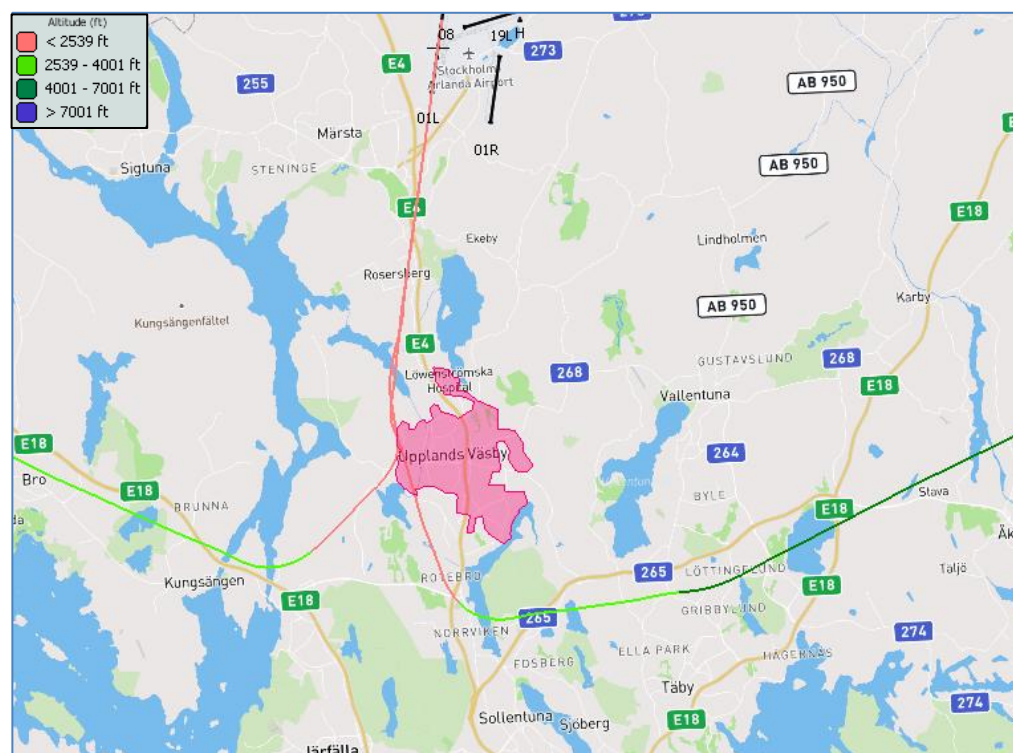 Altitude (ft)
< 2539 ft
2539 - 4001 ft
4001 - 7001 ft
> 7001 ft
08
19L
H
273
E4
Stockholm
Arlanda Airport
273
255
AB 950
01L
Märsta
01R
Sigtuna
STENINGE
AB 950
E18
Ekeby
Lindholmen
Rosersberg
Karby
AB 950
Kungsängenfältet
E4
GUSTAVSLUND
268
Löwenströmska
Hospital
268
E18
Vallentuna
E18
Upplands Väsby
264
Bro
E18
BYLE
Stava
BRUNNA
E18
265
LÖTTINGELUND
Täljö
Kungsängen
ROTEBRO
E18
E18
GRIBBYLUND
265
NORRVIKEN
274
ELLA PARK
HÄGERNÄS
EDSBERG
Täby
274
Sollentuna
Sjöberg
E18
Järfälla